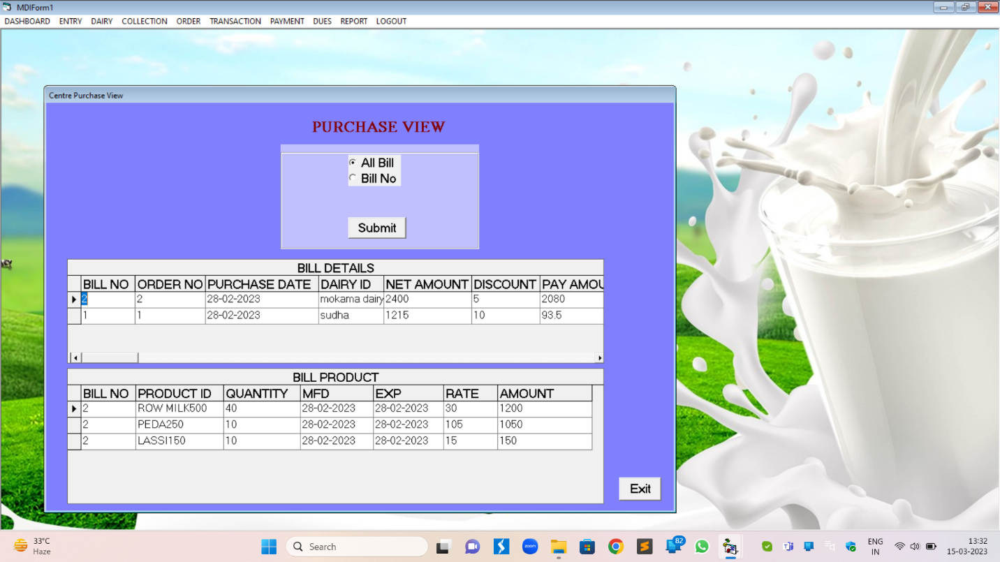 MDIForm1
DASHBOARD ENTRY DAIRY COLLECTION ORDER TRANSACTION PAYMENT DUES REPORT LOGOUT
Centre Purchase View
PURCHASE VIEW
All Bill
Bill No
Submit
BILL DETAILS
BILL NO ORDER NO PURCHASE DATE DAIRY ID NET AMOUNT DISCOUNT PAY AMOU
2 2 28-02-2023 mokama dairy 2400 5 2080
1 1 28-02-2023 sudha 1215 10 93.5
BILL PRODUCT
BILL NO PRODUCT ID QUANTITY MFD EXP RATE AMOUNT
2 ROW MILK500 40 28-02-2023 28-02-2023 30 1200
2 PEDA250 10 28-02-2023 28-02-2023 105 1050
2 LASSI150 10 28-02-2023 28-02-2023 15 150
Exit
33°C
Haze
Search
zoom
82
ENG
IN
13:32
15-03-2023